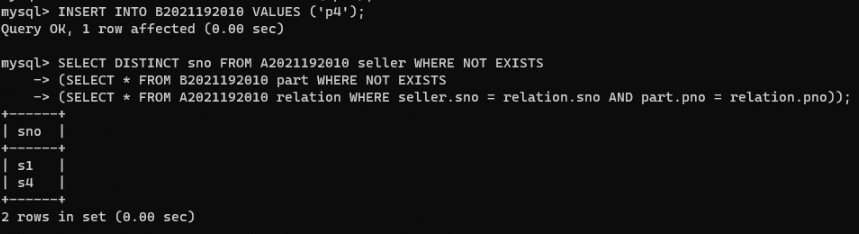 mysql> INSERT INTO B2021192010 VALUES ('p4');
Query OK, 1 row affected (0.00 sec)
mysql> SELECT DISTINCT sno FROM A2021192010 seller WHERE NOT EXISTS
    -> (SELECT * FROM B2021192010 part WHERE NOT EXISTS
    -> (SELECT * FROM A2021192010 relation WHERE seller.sno = relation.sno AND part.pno = relation.pno));
+------+
| sno  |
+------+
| s1   |
| s4   |
+------+
2 rows in set (0.00 sec)